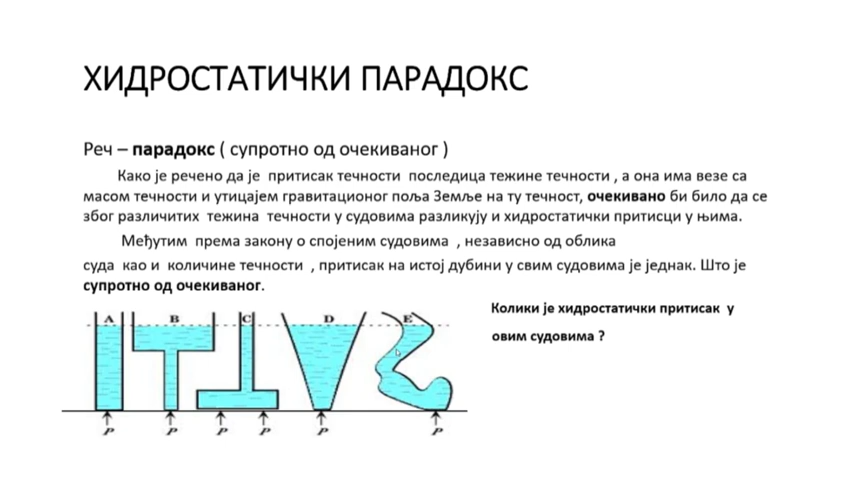 ХИДРОСТАТИЧКИ ПАРАДОКС
Реч – парадокс ( супротно од очекиваног )
Како је речено да је притисак течности последица тежине течности , а она има везе са
масом течности и утицајем гравитационог поља Земље на ту течност, очекивано би било да се
због различитих тежина течности у судовима разликују и хидростатички притисци у њима.
Међутим према закону о спојеним судовима , независно од облика
суда као и количине течности , притисак на истој дубини у свим судовима је једнак. Што је
супротно од очекиваног.
Колики је хидростатички притисак у
овим судовима ?
A B C D E
P P P P P P